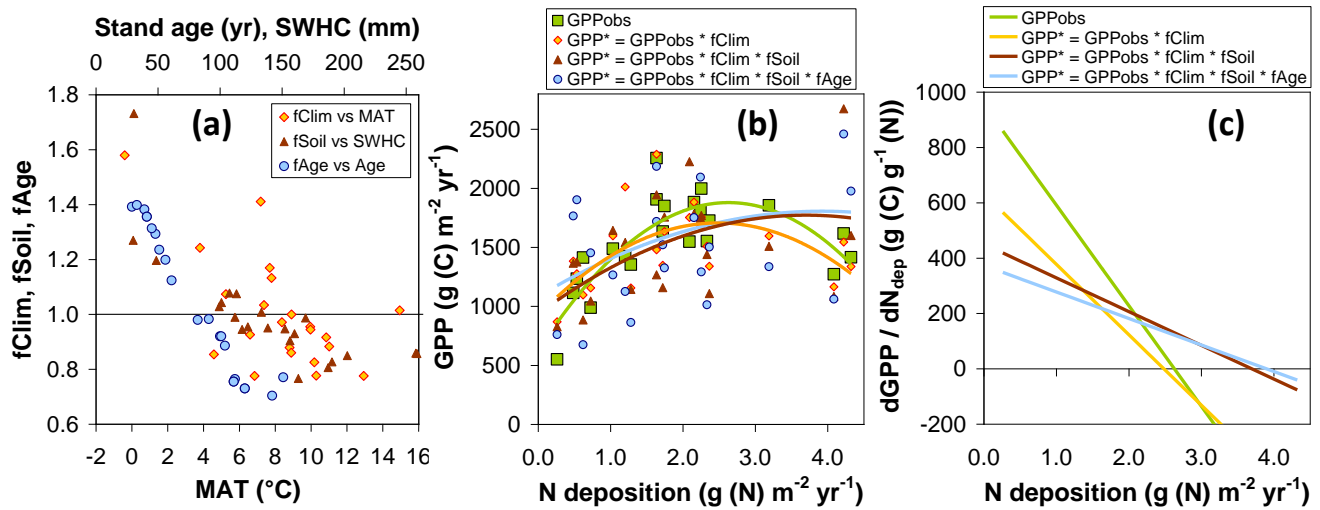 Stand age (yr), SWHC (mm)
0 50 100 150 200 250
1.8
1.6
1.4
1.2
1.0
0.8
0.6
fClim, fSoil, fAge
(a)
fClim vs MAT
fSoil vs SWHC
fAge vs Age
-2 0 2 4 6 8 10 12 14 16
MAT (°C)
GPPobs
GPP* = GPPobs * fClim
GPP* = GPPobs * fClim * fSoil
GPP* = GPPobs * fClim * fSoil * fAge
(b)
2500
2000
1500
1000
500
0
GPP (g (C) m⁻² yr⁻¹)
0.0 1.0 2.0 3.0 4.0
N deposition (g (N) m⁻² yr⁻¹)
GPPobs
GPP* = GPPobs * fClim
GPP* = GPPobs * fClim * fSoil
GPP* = GPPobs * fClim * fSoil * fAge
(c)
1000
800
600
400
200
0
-200
dGPP / dN_dep (g (C) g⁻¹ (N))
0.0 1.0 2.0 3.0 4.0
N deposition (g (N) m⁻² yr⁻¹)